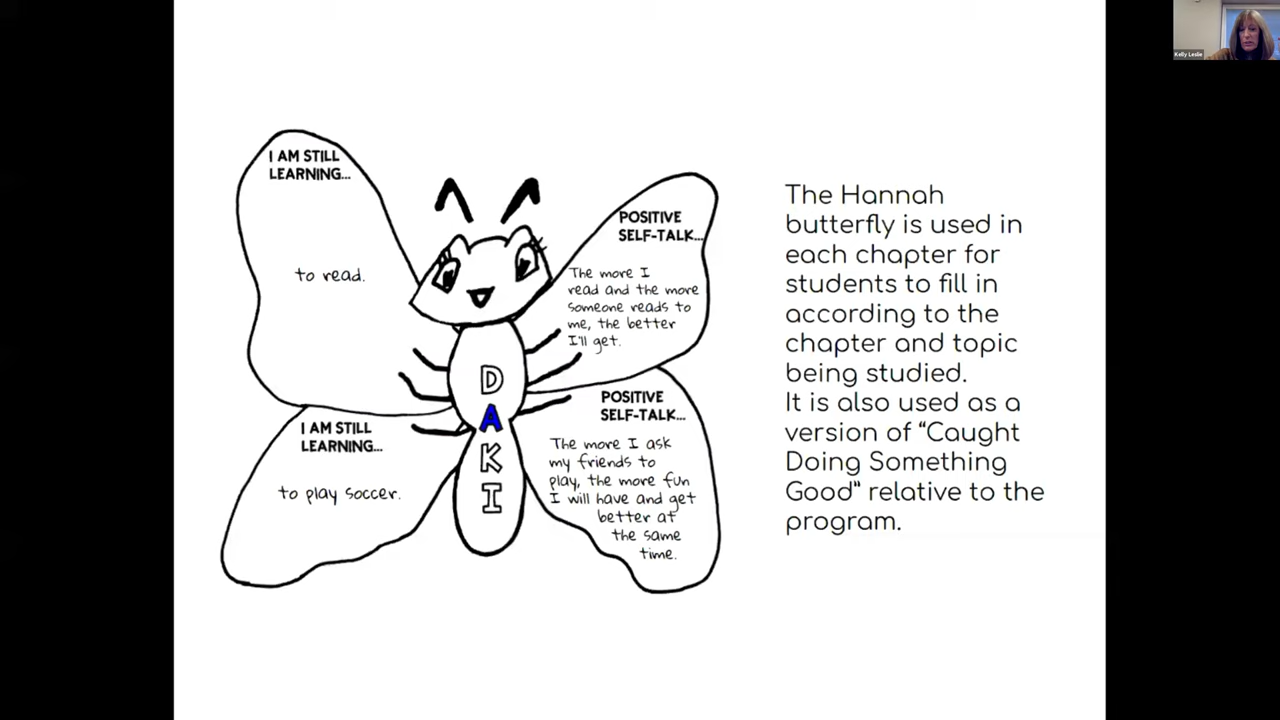 I AM STILL
LEARNING...
to read.
POSITIVE
SELF-TALK...
The more I
read and the more
someone reads to
me, the better
I'll get.
I AM STILL
LEARNING...
to play soccer.
POSITIVE
SELF-TALK...
The more I ask
my friends to
play, the more fun
I will have and get
better at
the same
time.
D
A
K
I
The Hannah
butterfly is used in
each chapter for
students to fill in
according to the
chapter and topic
being studied.
It is also used as a
version of “Caught
Doing Something
Good” relative to the
program.
Kelly Leslie